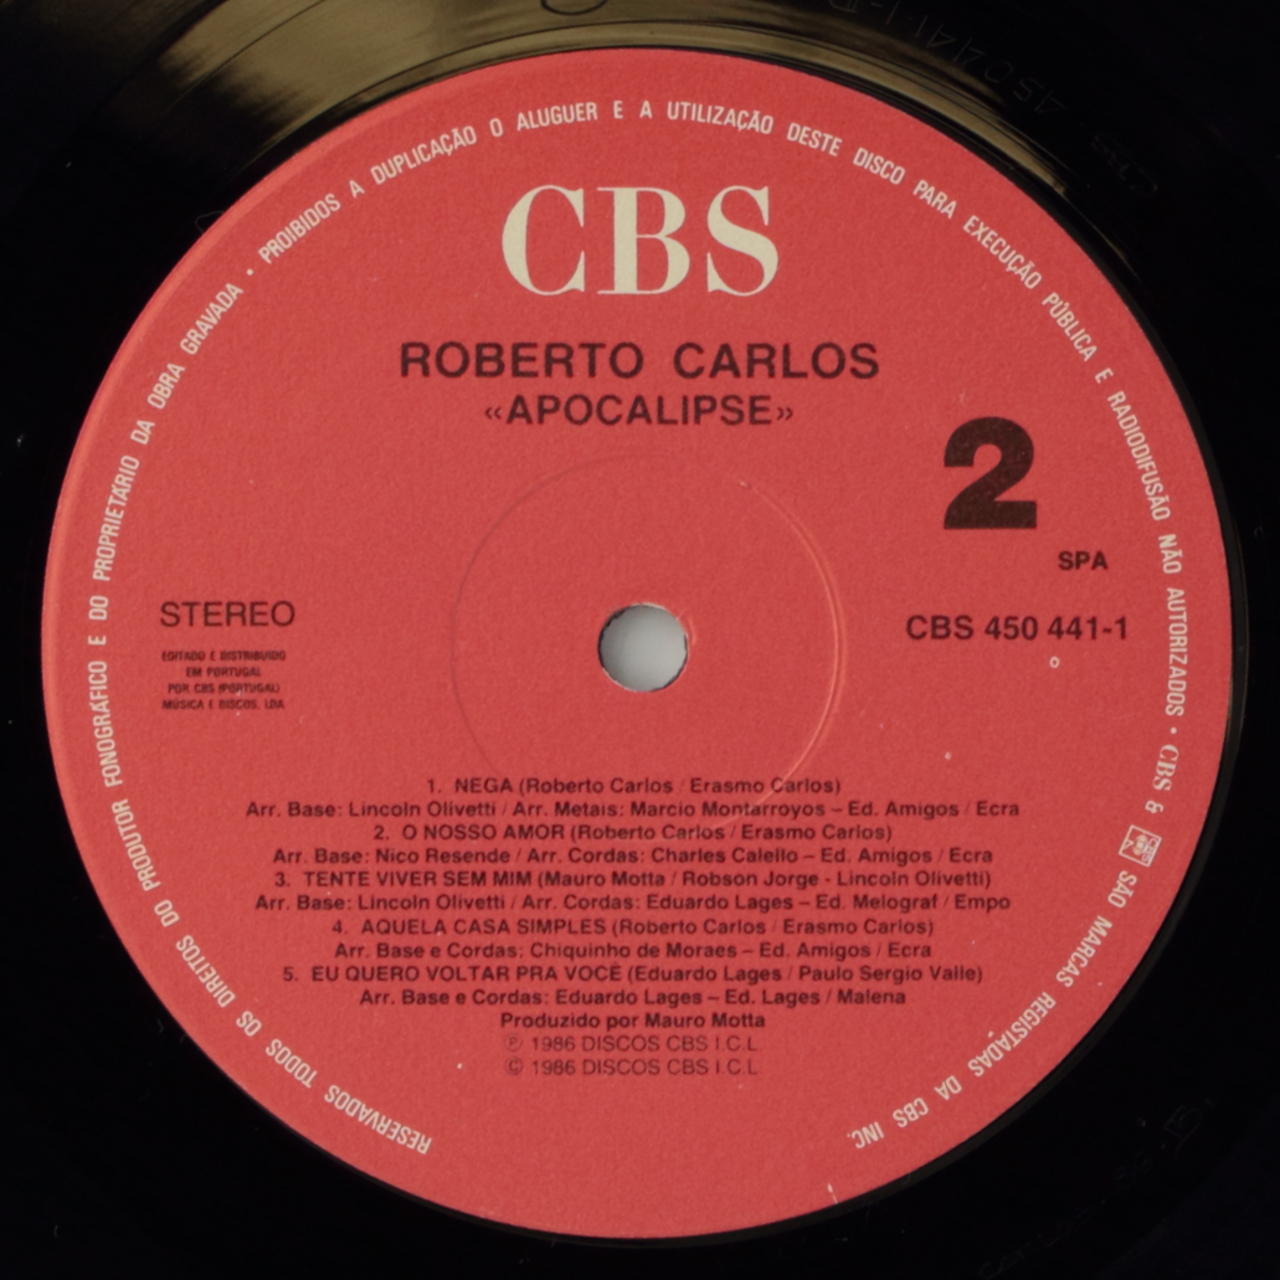 RESERVADOS TODOS OS DIREITOS DO PRODUTOR FONOGRÁFICO E DO PROPRIETÁRIO DA OBRA GRAVADA • PROIBIDOS A DUPLICAÇÃO O ALUGUER E A UTILIZAÇÃO DESTE DISCO PARA EXECUÇÃO PÚBLICA E RADIODIFUSÃO NÃO AUTORIZADOS • CBS & CBS SÃO MARCAS REGISTADAS DA CBS INC.
CBS
ROBERTO CARLOS
«APOCALIPSE»
2
SPA
STEREO
CBS 450 441-1
EDITADO E DISTRIBUIDO
EM PORTUGAL
POR CBS (PORTUGAL)
MÚSICA E DISCOS, LDA
1. NEGA (Roberto Carlos / Erasmo Carlos)
Arr. Base: Lincoln Olivetti / Arr. Metais: Marcio Montarroyos – Ed. Amigos / Ecra
2. O NOSSO AMOR (Roberto Carlos / Erasmo Carlos)
Arr. Base: Nico Resende / Arr. Cordas: Charles Calello – Ed. Amigos / Ecra
3. TENTE VIVER SEM MIM (Mauro Motta / Robson Jorge - Lincoln Olivetti)
Arr. Base: Lincoln Olivetti / Arr. Cordas: Eduardo Lages – Ed. Melograf / Empo
4. AQUELA CASA SIMPLES (Roberto Carlos / Erasmo Carlos)
Arr. Base e Cordas: Chiquinho de Moraes – Ed. Amigos / Ecra
5. EU QUERO VOLTAR PRA VOCÊ (Eduardo Lages / Paulo Sergio Valle)
Arr. Base e Cordas: Eduardo Lages – Ed. Lages / Malena
Produzido por Mauro Motta
℗ 1986 DISCOS CBS I.C.L.
© 1986 DISCOS CBS I.C.L.